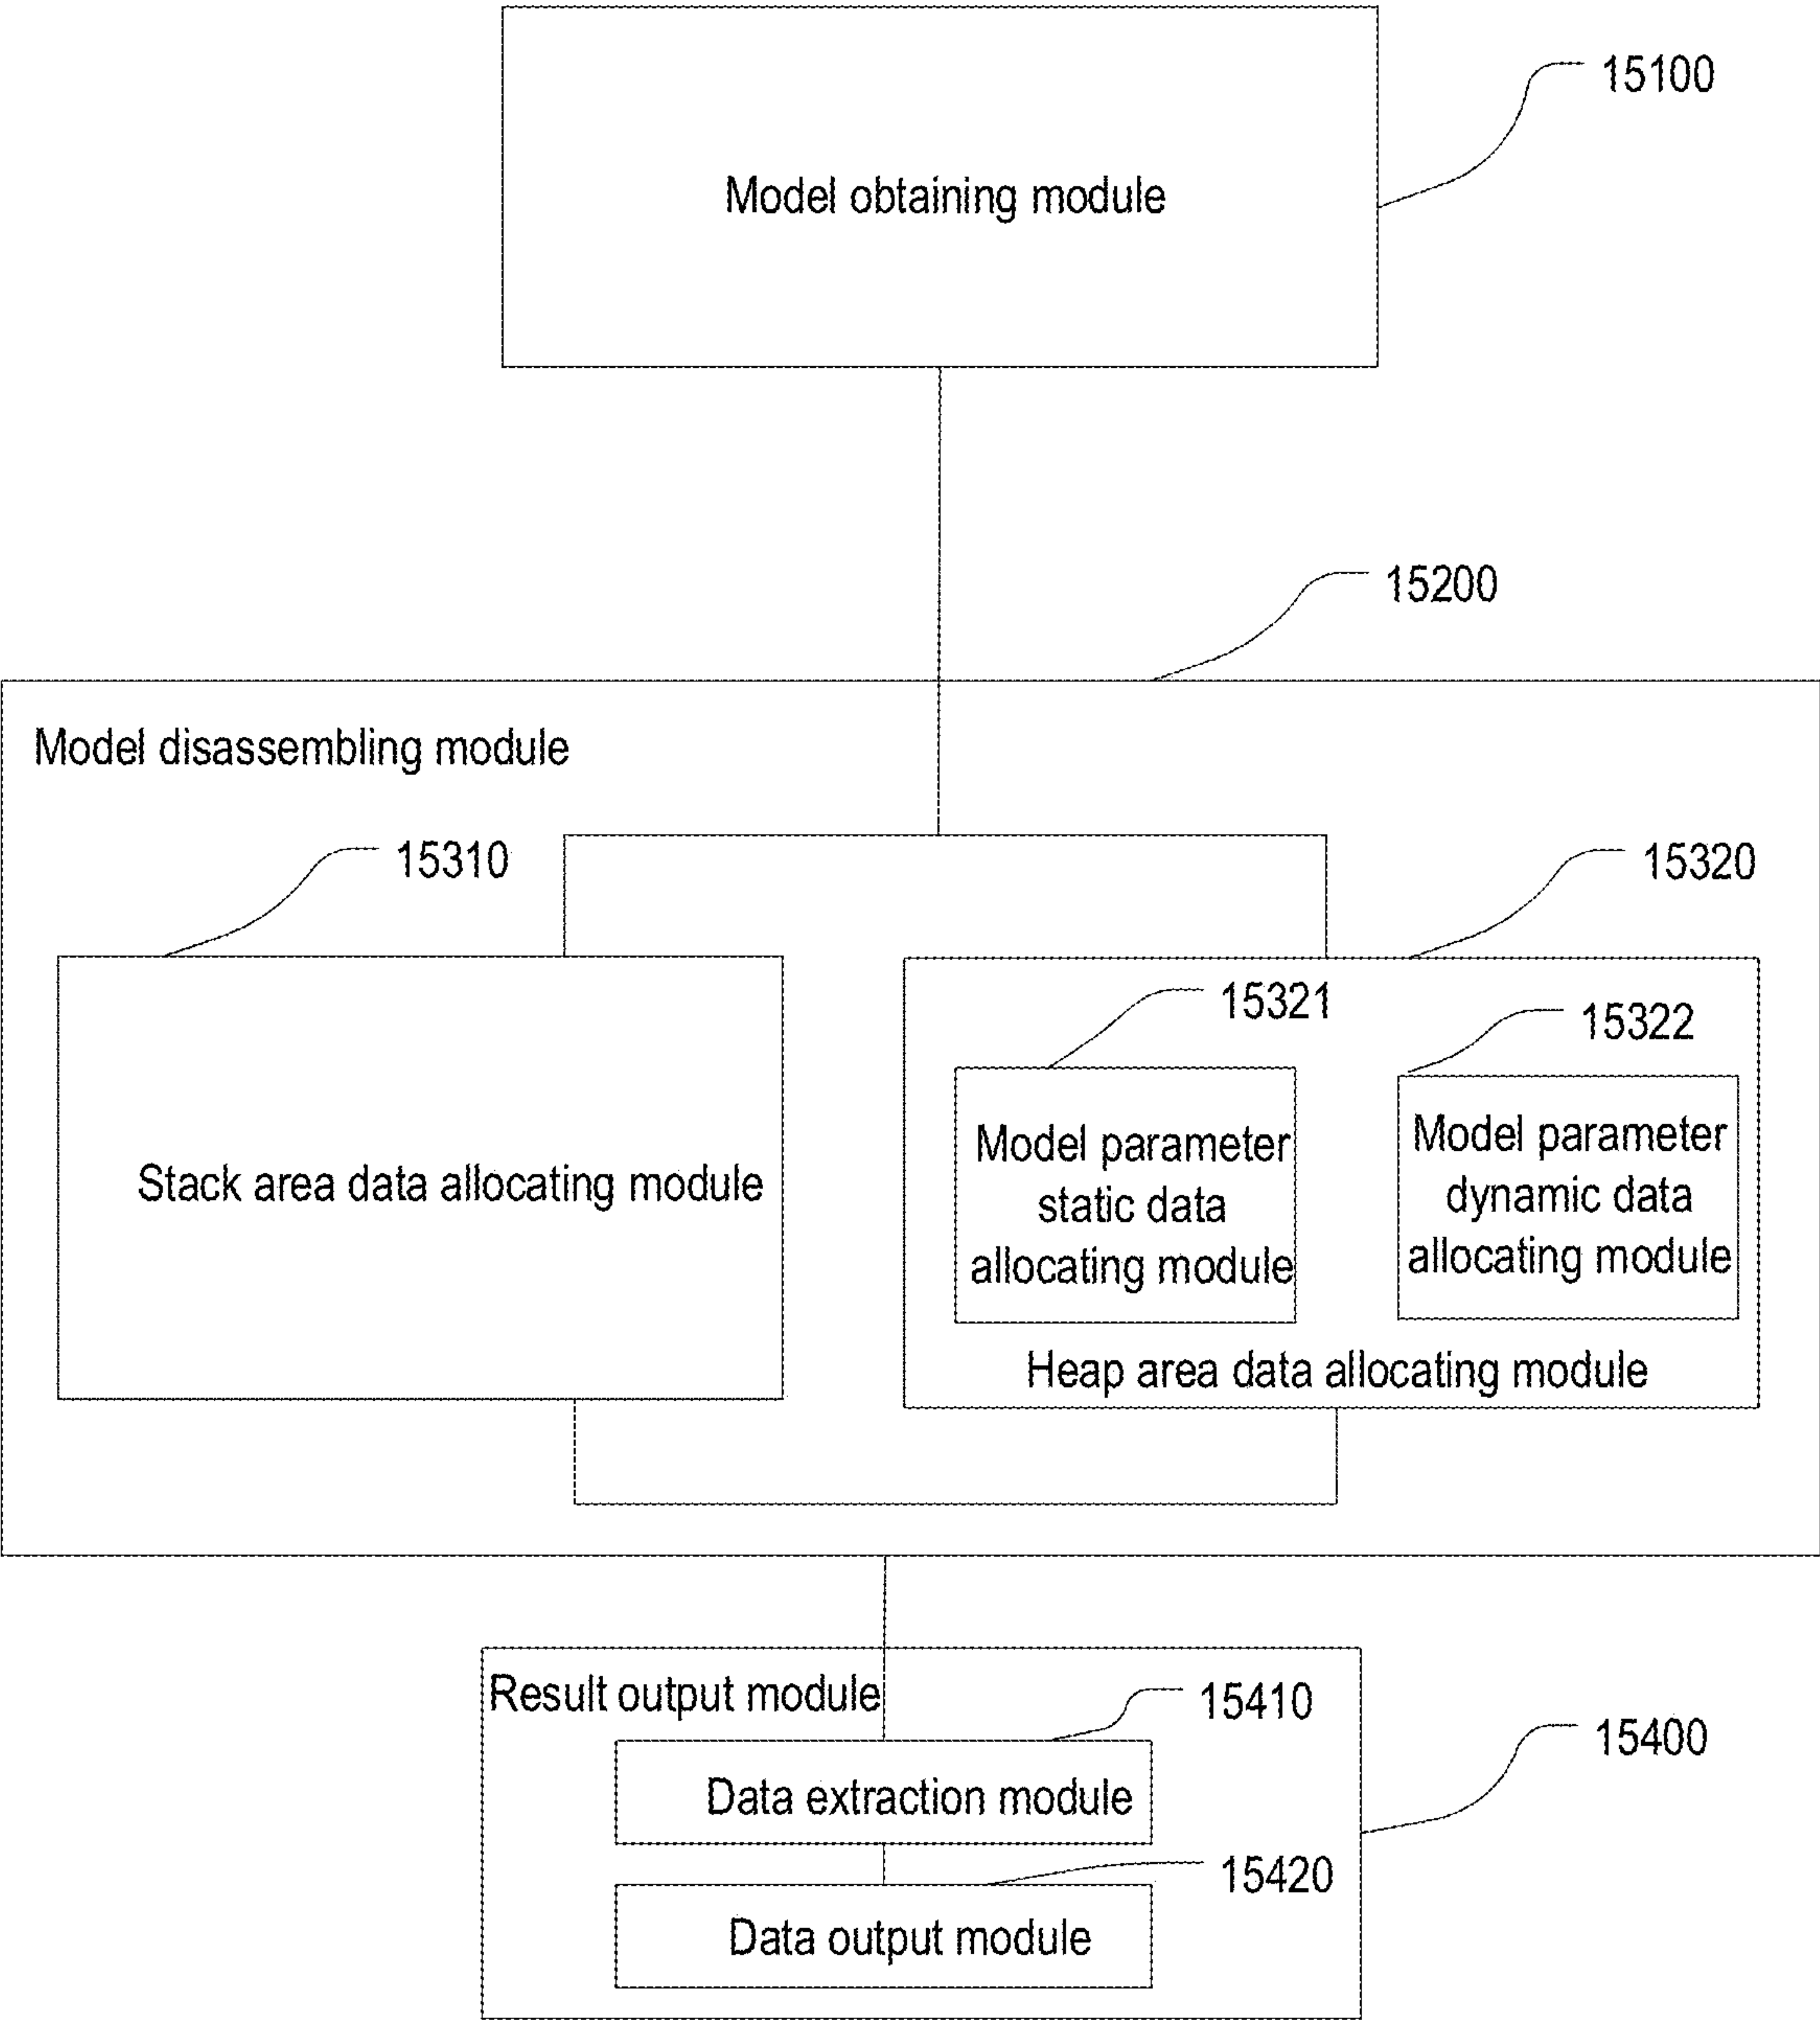 15100
Model obtaining module
15200
Model disassembling module
15310
15320
15321
15322
Stack area data allocating module
Model parameter
static data
allocating module
Model parameter
dynamic data
allocating module
Heap area data allocating module
Result output module
15410
15400
Data extraction module
15420
Data output module